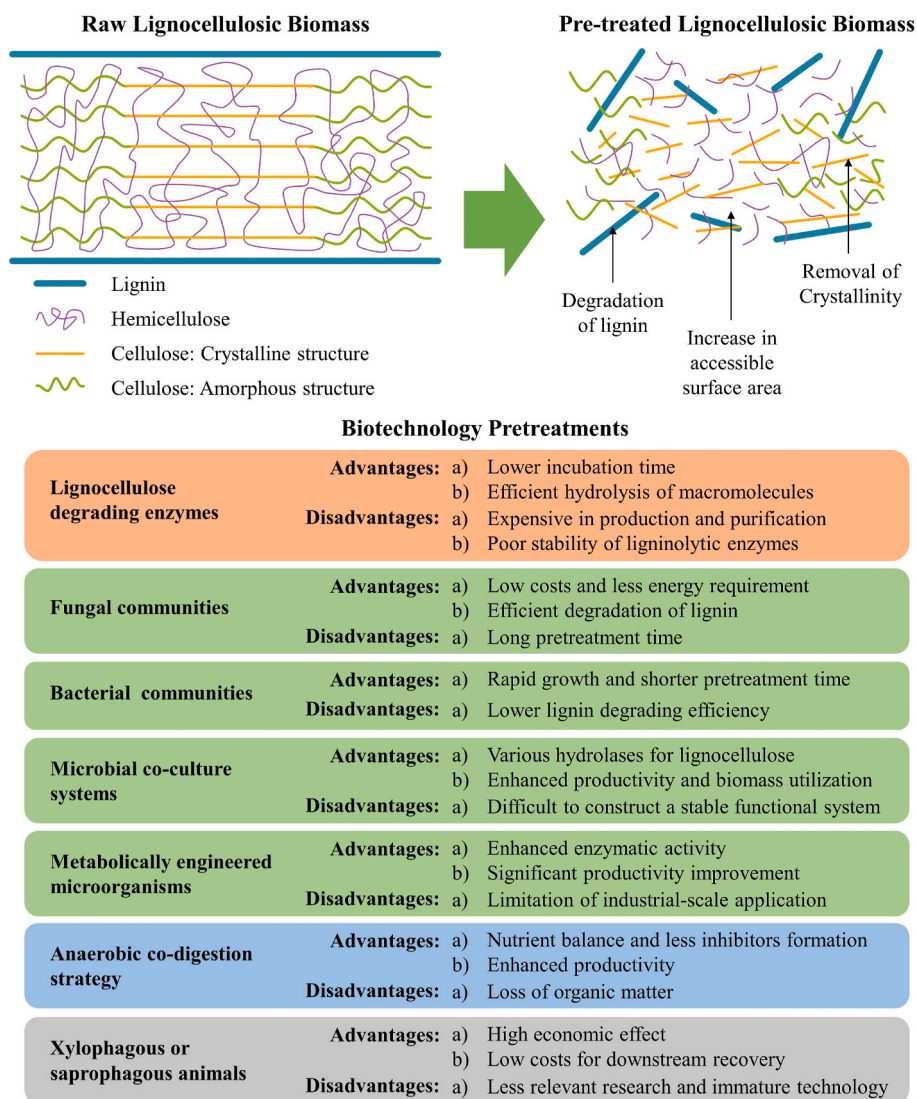 Raw Lignocellulosic Biomass
Pre-treated Lignocellulosic Biomass
Lignin
Hemicellulose
Cellulose: Crystalline structure
Cellulose: Amorphous structure
Degradation
of lignin
Increase in
accessible
surface area
Removal of
Crystallinity
Biotechnology Pretreatments
Lignocellulose
degrading enzymes
Advantages: a) Lower incubation time
b) Efficient hydrolysis of macromolecules
Disadvantages: a) Expensive in production and purification
b) Poor stability of ligninolytic enzymes
Fungal communities
Advantages: a) Low costs and less energy requirement
b) Efficient degradation of lignin
Disadvantages: a) Long pretreatment time
Bacterial communities
Advantages: a) Rapid growth and shorter pretreatment time
Disadvantages: a) Lower lignin degrading efficiency
Microbial co-culture
systems
Advantages: a) Various hydrolases for lignocellulose
b) Enhanced productivity and biomass utilization
Disadvantages: a) Difficult to construct a stable functional system
Metabolically engineered
microorganisms
Advantages: a) Enhanced enzymatic activity
b) Significant productivity improvement
Disadvantages: a) Limitation of industrial-scale application
Anaerobic co-digestion
strategy
Advantages: a) Nutrient balance and less inhibitors formation
b) Enhanced productivity
Disadvantages: a) Loss of organic matter
Xylophagous or
saprophagous animals
Advantages: a) High economic effect
b) Low costs for downstream recovery
Disadvantages: a) Less relevant research and immature technology